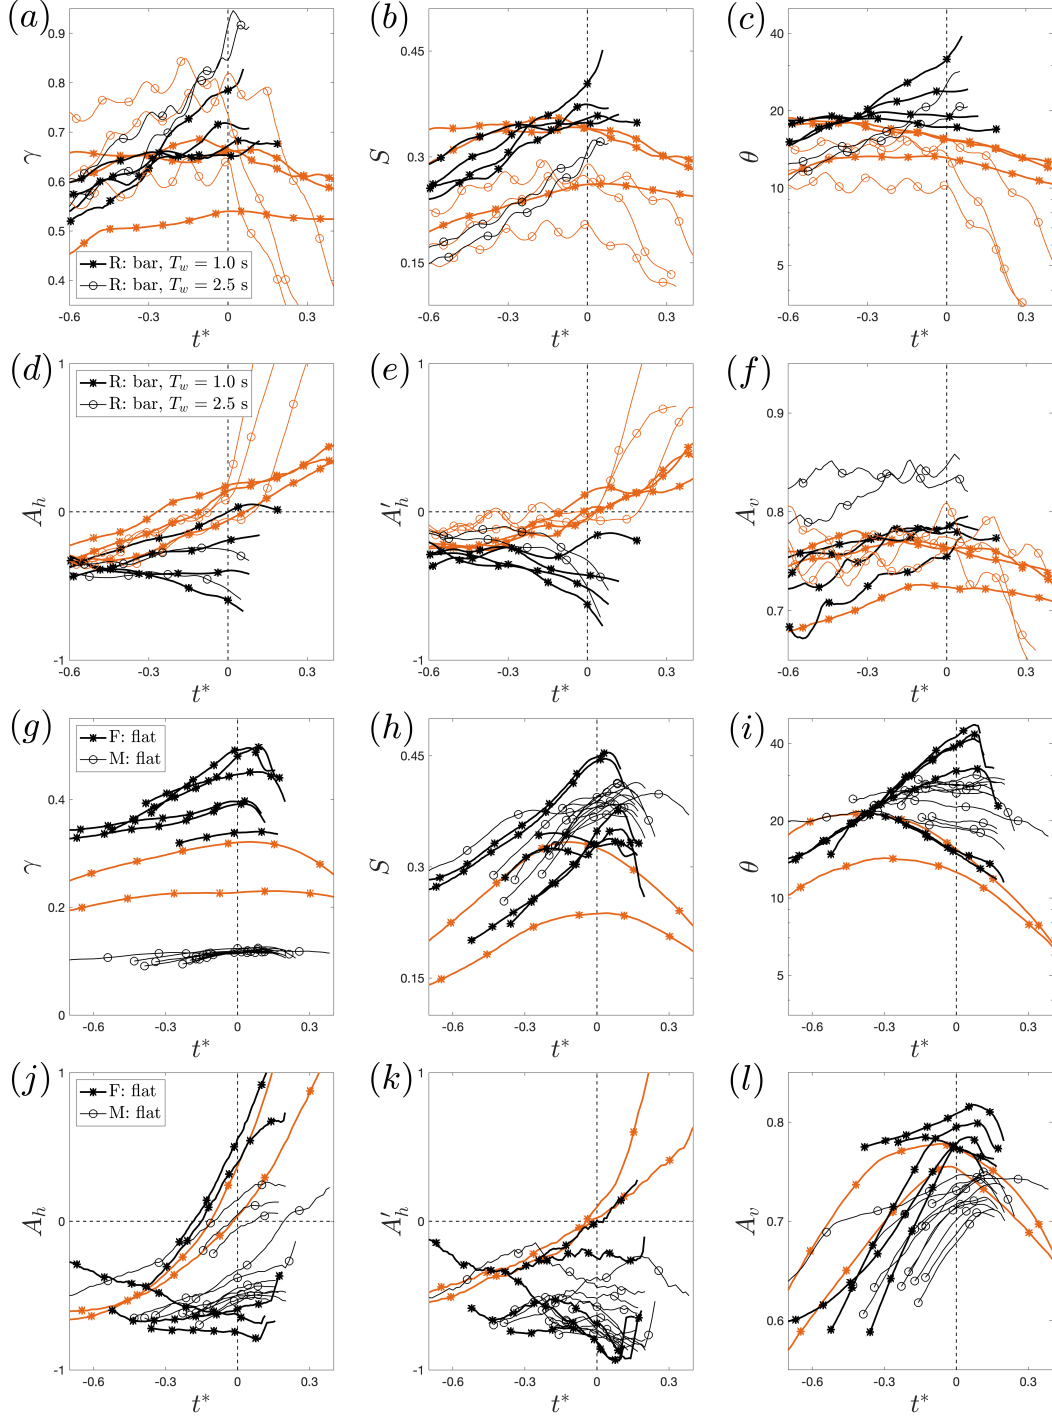 (a)
0.9
0.8
0.7
γ
0.6
0.5
0.4
R: bar, T_w = 1.0 s
R: bar, T_w = 2.5 s
-0.6 -0.3 0 0.3
t*
(b)
0.45
S 0.3
0.15
-0.6 -0.3 0 0.3
t*
(c)
40
20
θ
10
5
-0.6 -0.3 0 0.3
t*
(d)
1
R: bar, T_w = 1.0 s
R: bar, T_w = 2.5 s
A_h 0
-1
-0.6 -0.3 0 0.3
t*
(e)
1
A'_h 0
-1
-0.6 -0.3 0 0.3
t*
(f)
0.9
A_v 0.8
0.7
-0.6 -0.3 0 0.3
t*
(g)
F: flat
M: flat
0.4
γ
0.2
0
-0.6 -0.3 0 0.3
t*
(h)
0.45
S 0.3
0.15
-0.6 -0.3 0 0.3
t*
(i)
40
20
θ
10
5
-0.6 -0.3 0 0.3
t*
(j)
1
F: flat
M: flat
A_h 0
-1
-0.6 -0.3 0 0.3
t*
(k)
1
A'_h 0
-1
-0.6 -0.3 0 0.3
t*
(l)
0.8
A_v 0.7
0.6
-0.6 -0.3 0 0.3
t*